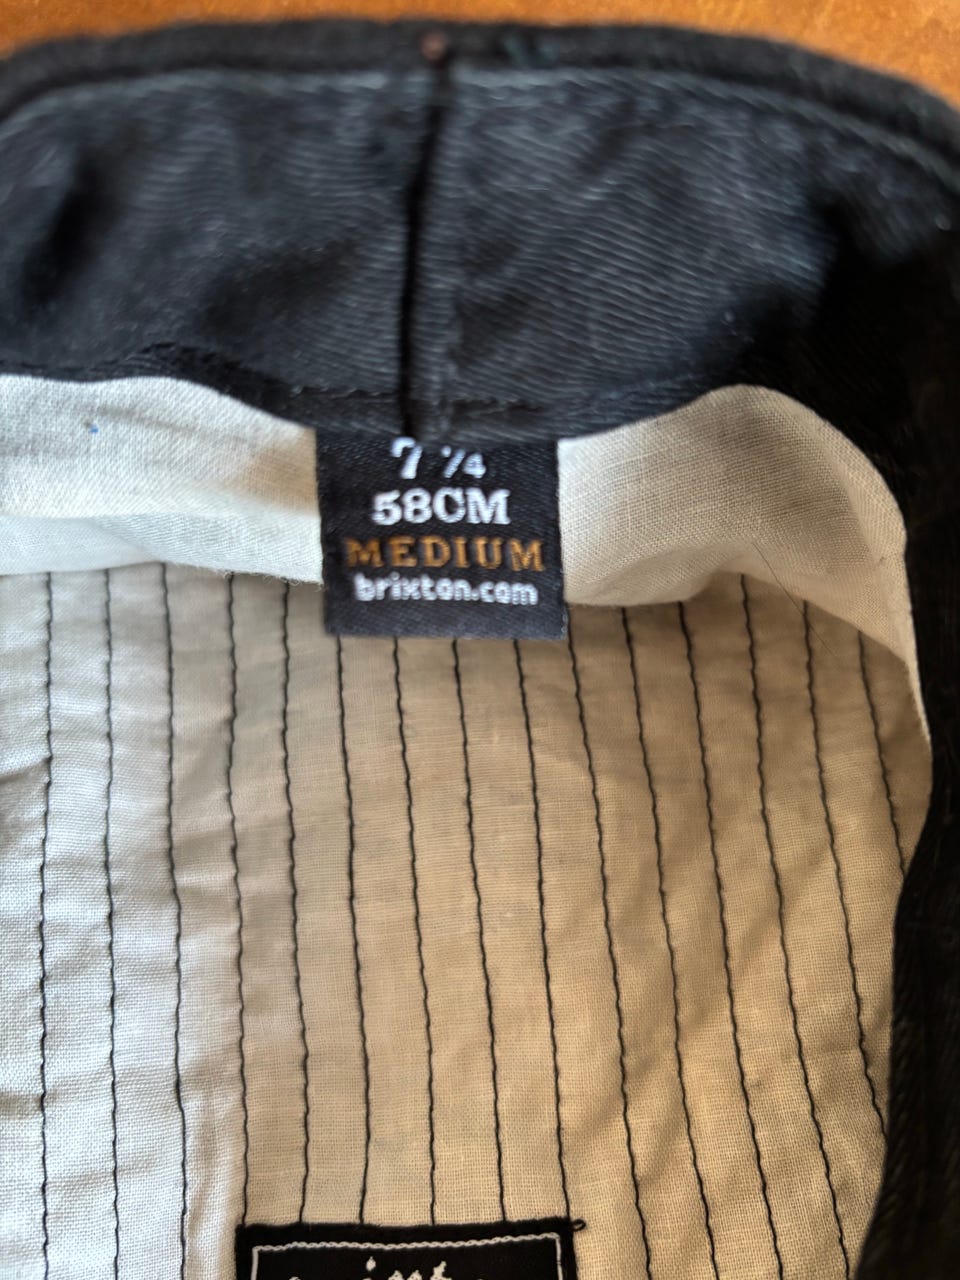 7 1/4
58CM
MEDIUM
brixton.com